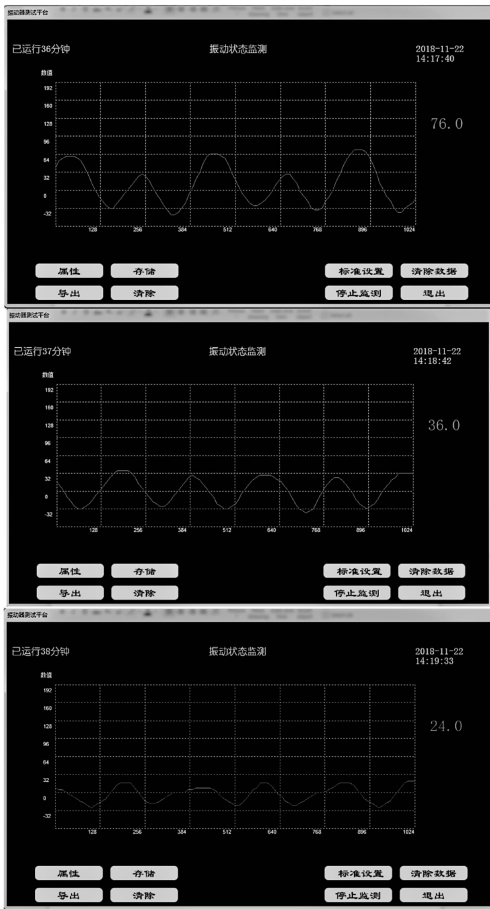 振动器测试平台
已运行36分钟 振动状态监测 2018-11-22
14:17:40
数值
192
160
128
96
64
32
0
-32
76.0
128 256 384 512 640 768 896 1024
属性 存储 标准设置 清除数据
导出 清除 停止监测 退出
振动器测试平台
已运行37分钟 振动状态监测 2018-11-22
14:18:42
数值
192
160
128
96
64
32
0
-32
36.0
128 256 384 512 640 768 896 1024
属性 存储 标准设置 清除数据
导出 清除 停止监测 退出
振动器测试平台
已运行38分钟 振动状态监测 2018-11-22
14:19:33
数值
192
160
128
96
64
32
0
-32
24.0
128 256 384 512 640 768 896 1024
属性 存储 标准设置 清除数据
导出 清除 停止监测 退出